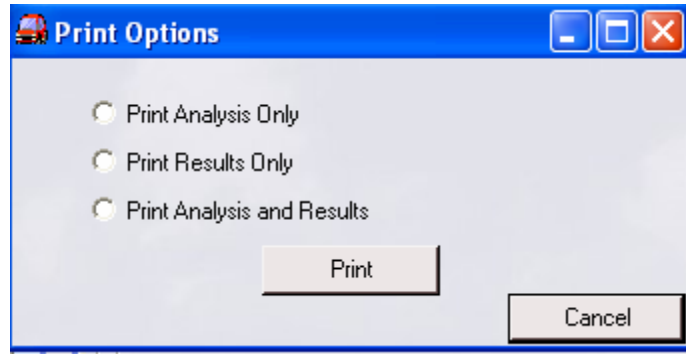 Print Options
Print Analysis Only
Print Results Only
Print Analysis and Results
Print
Cancel